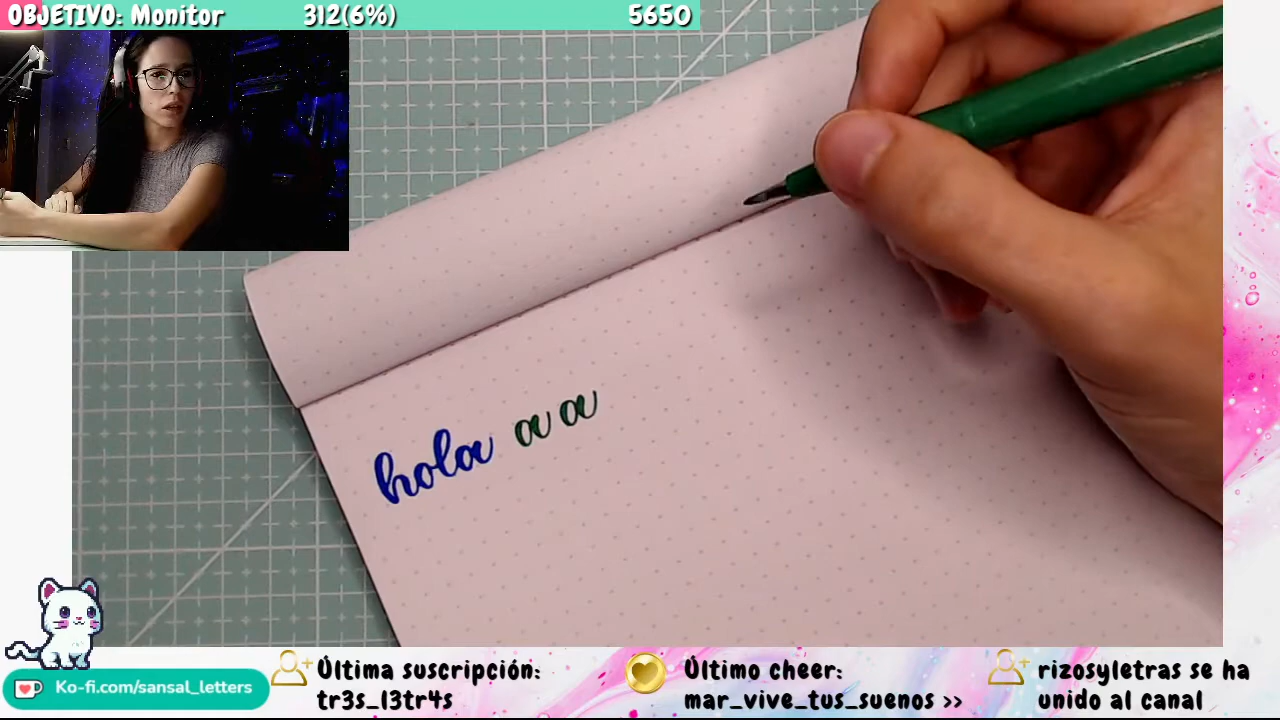 OBJETIVO: Monitor 312(6%) 5650
hola a a
Última suscripción:
tr3s_l3tr4s
Último cheer:
mar_vive_tus_suenos >>
rizosyletras se ha
unido al canal
Ko-fi.com/sansal_letters